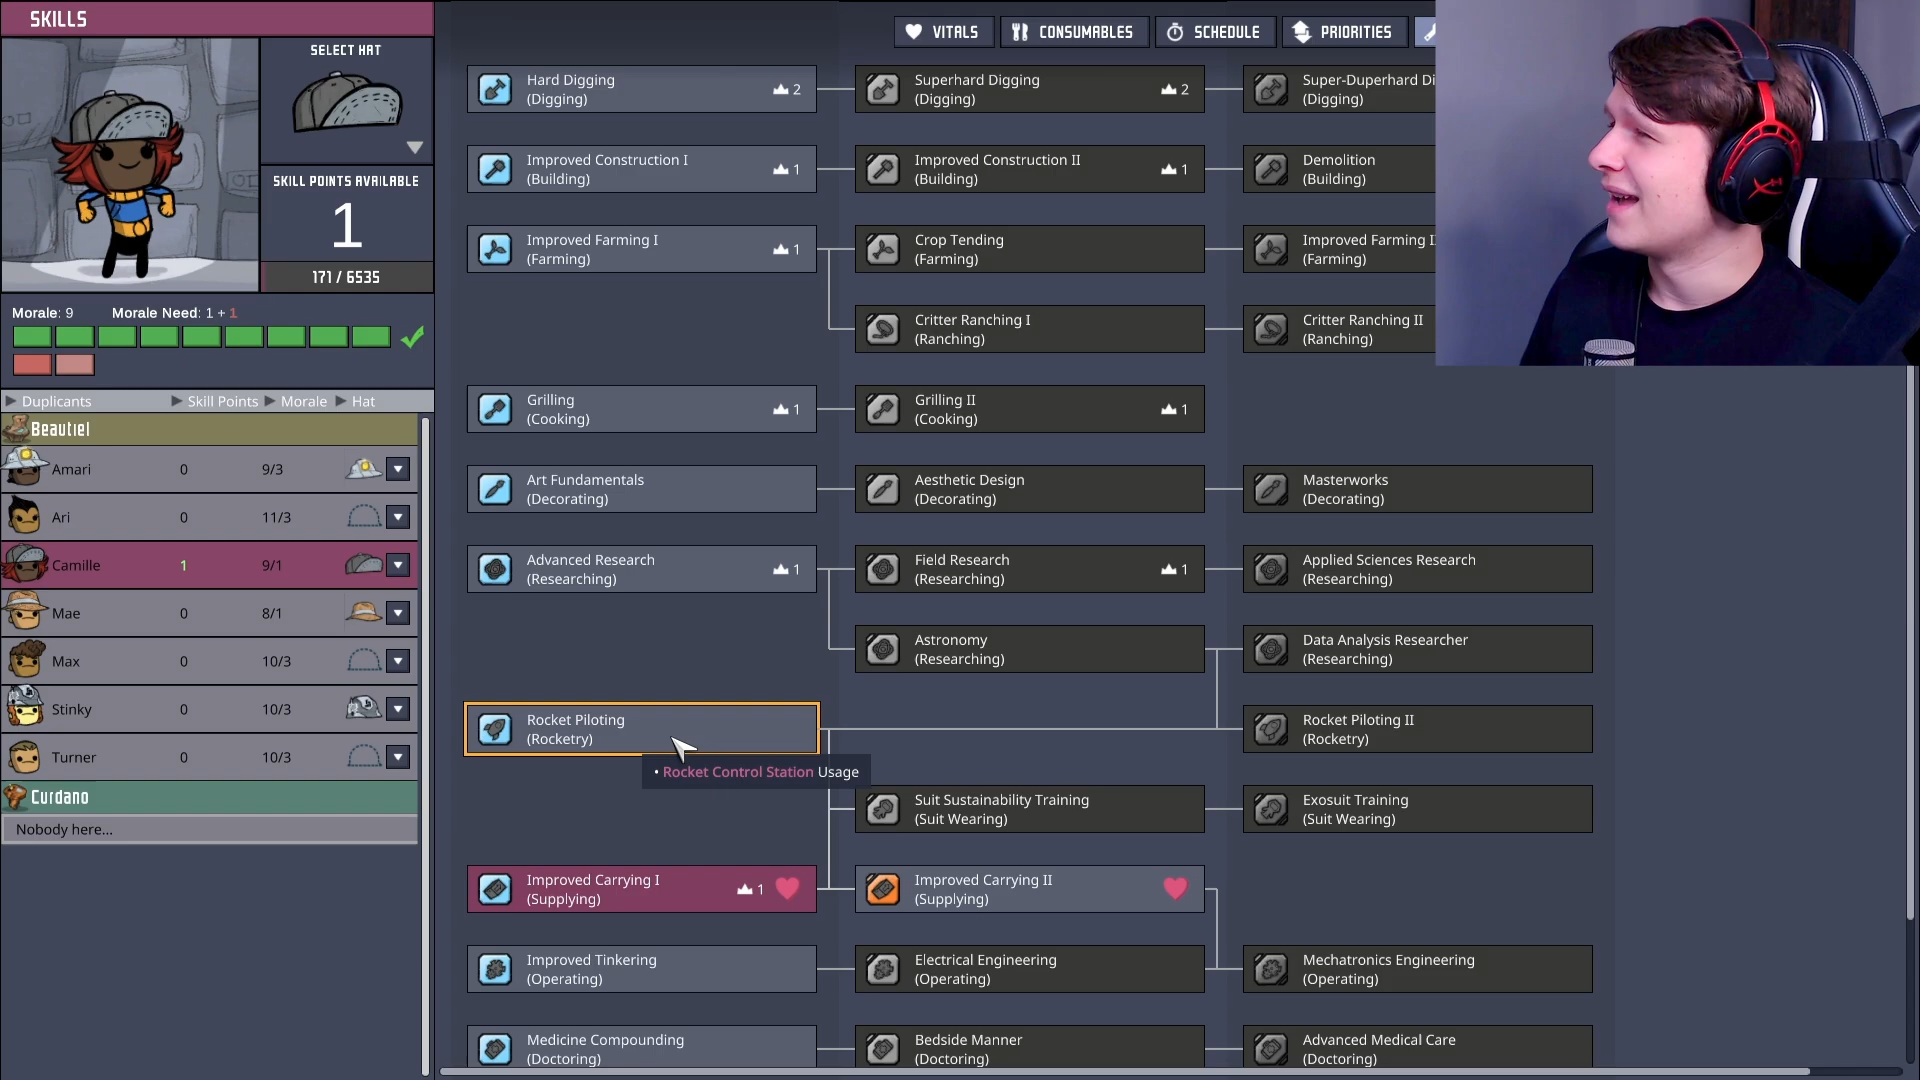 SKILLS
SELECT HAT
SKILL POINTS AVAILABLE
1
171 / 6535
Morale: 9 Morale Need: 1 + 1
Duplicants Skill Points Morale Hat
Beautiel
Amari 0 9/3
Ari 0 11/3
Camille 1 9/1
Mae 0 8/1
Max 0 10/3
Stinky 0 10/3
Turner 0 10/3
Curdano
Nobody here...
VITALS CONSUMABLES SCHEDULE PRIORITIES
Hard Digging
(Digging)
2
Superhard Digging
(Digging)
2
Super-Duperhard Di
(Digging)
Improved Construction I
(Building)
1
Improved Construction II
(Building)
1
Demolition
(Building)
Improved Farming I
(Farming)
1
Crop Tending
(Farming)
Improved Farming I
(Farming)
Critter Ranching I
(Ranching)
Critter Ranching II
(Ranching)
Grilling
(Cooking)
1
Grilling II
(Cooking)
1
Art Fundamentals
(Decorating)
Aesthetic Design
(Decorating)
Masterworks
(Decorating)
Advanced Research
(Researching)
1
Field Research
(Researching)
1
Applied Sciences Research
(Researching)
Astronomy
(Researching)
Data Analysis Researcher
(Researching)
Rocket Piloting
(Rocketry)
Rocket Piloting II
(Rocketry)
• Rocket Control Station Usage
Suit Sustainability Training
(Suit Wearing)
Exosuit Training
(Suit Wearing)
Improved Carrying I
(Supplying)
1
Improved Carrying II
(Supplying)
Improved Tinkering
(Operating)
Electrical Engineering
(Operating)
Mechatronics Engineering
(Operating)
Medicine Compounding
(Doctoring)
Bedside Manner
(Doctoring)
Advanced Medical Care
(Doctoring)